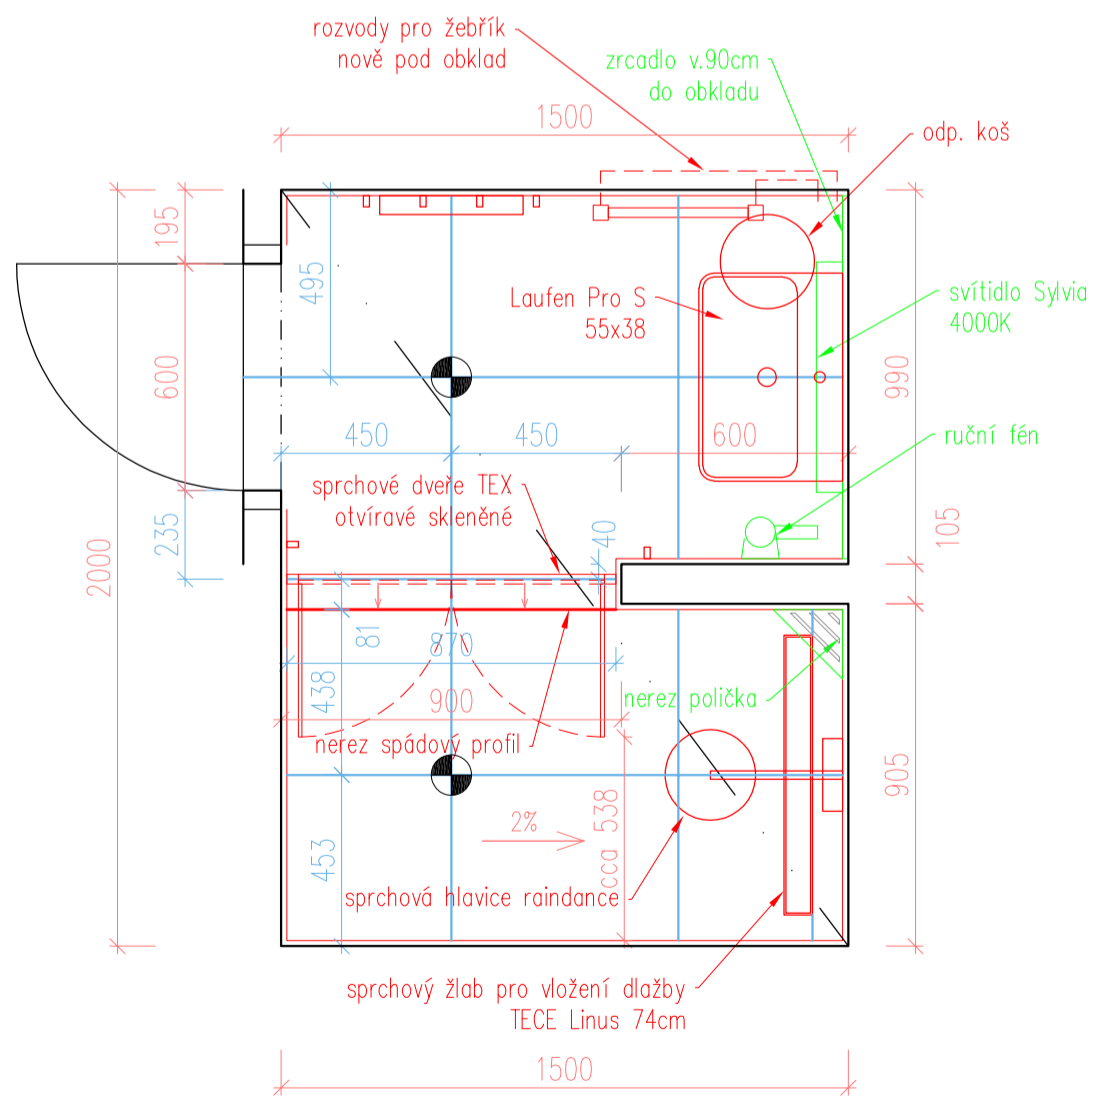 rozvody pro žebřík
nově pod obklad
zrcadlo v.90cm
do obkladu
1500
odp. koš
195
495
Laufen Pro S
55x38
svítidlo Sylvia
4000K
600
990
450
450
600
ruční fén
sprchové dveře TEX
otvíravé skleněné
235
2000
40
105
81
870
438
900
nerez polička
nerez spádový profil
905
cca 538
2%
453
sprchová hlavice raindance
sprchový žlab pro vložení dlažby
TECE Linus 74cm
1500